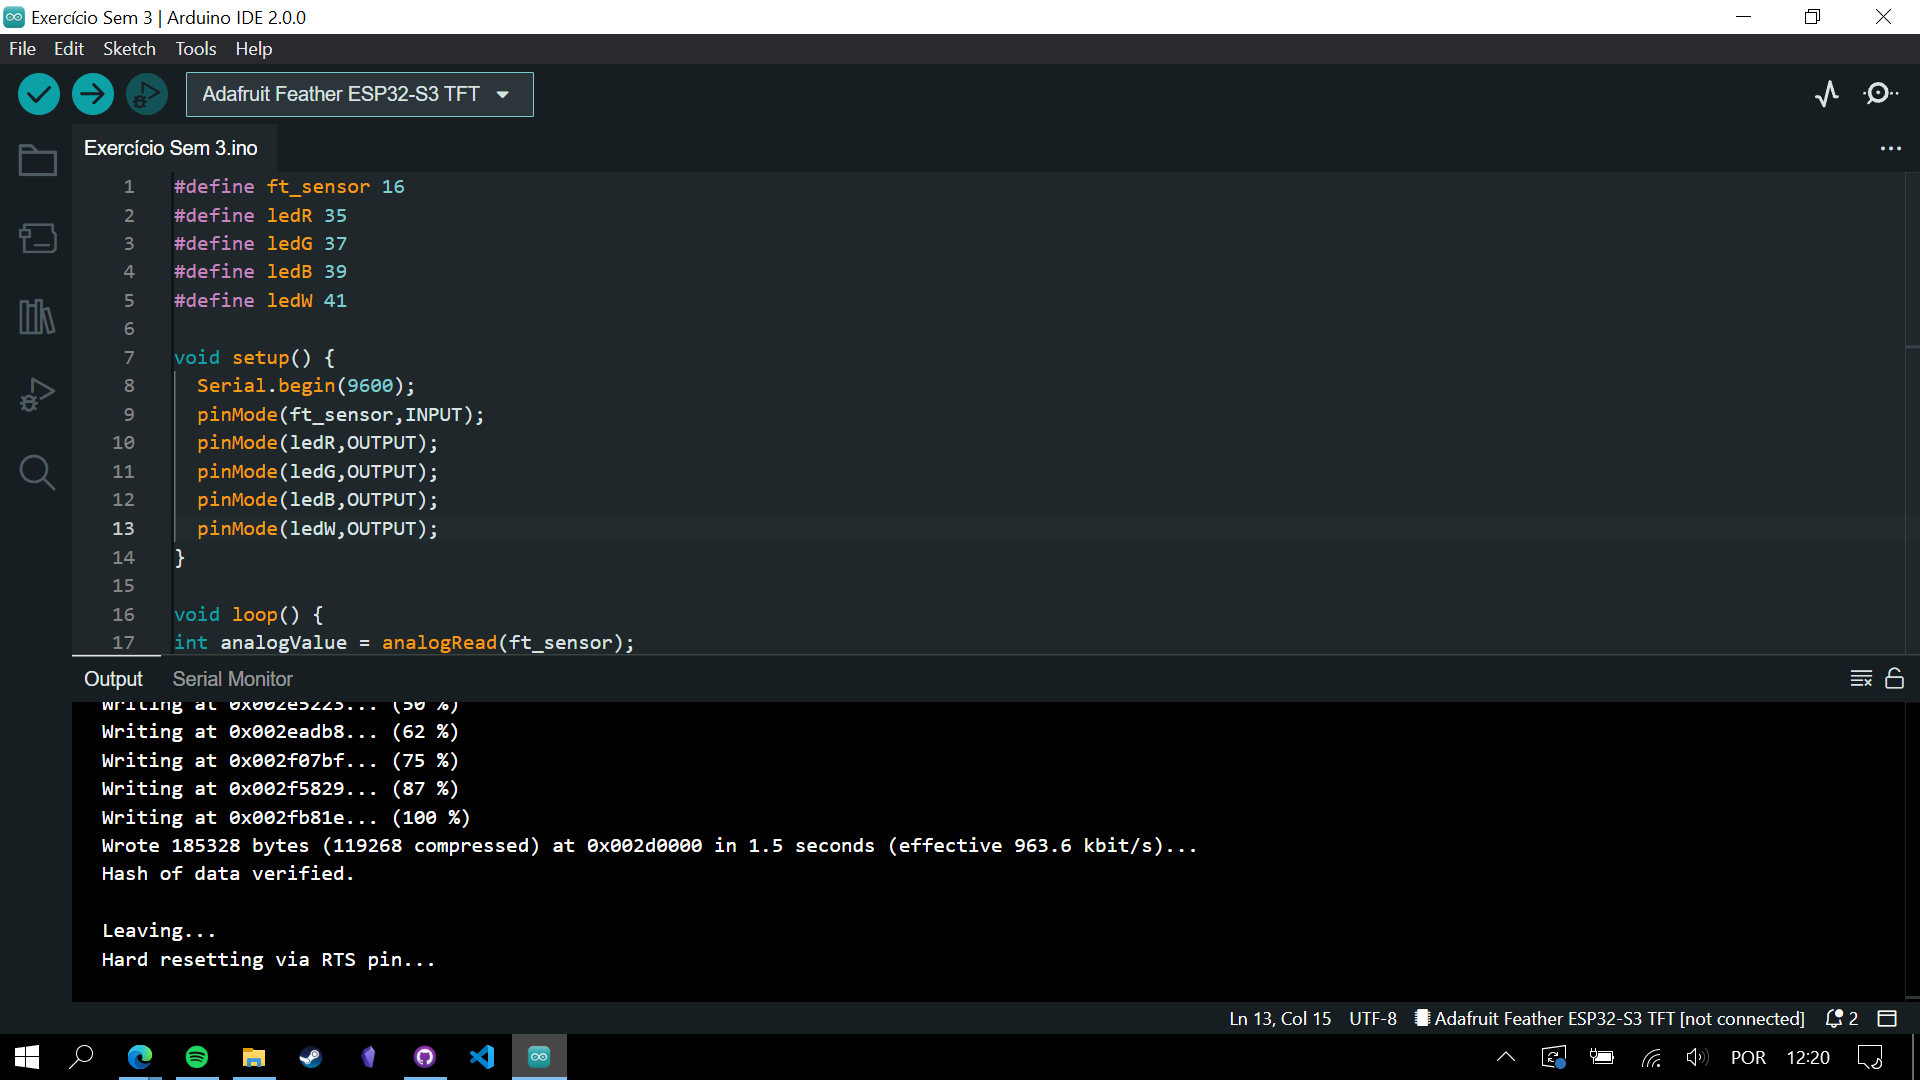 Exercício Sem 3 | Arduino IDE 2.0.0
File Edit Sketch Tools Help
Adafruit Feather ESP32-S3 TFT
Exercício Sem 3.ino
1 #define ft_sensor 16
2 #define ledR 35
3 #define ledG 37
4 #define ledB 39
5 #define ledW 41
6
7 void setup() {
8 Serial.begin(9600);
9 pinMode(ft_sensor,INPUT);
10 pinMode(ledR,OUTPUT);
11 pinMode(ledG,OUTPUT);
12 pinMode(ledB,OUTPUT);
13 pinMode(ledW,OUTPUT);
14 }
15
16 void loop() {
17 int analogValue = analogRead(ft_sensor);
Output Serial Monitor
Writing at 0x002e5223... (50 %)
Writing at 0x002eadb8... (62 %)
Writing at 0x002f07bf... (75 %)
Writing at 0x002f5829... (87 %)
Writing at 0x002fb81e... (100 %)
Wrote 185328 bytes (119268 compressed) at 0x002d0000 in 1.5 seconds (effective 963.6 kbit/s)...
Hash of data verified.
Leaving...
Hard resetting via RTS pin...
Ln 13, Col 15 UTF-8 Adafruit Feather ESP32-S3 TFT [not connected] 2
POR 12:20